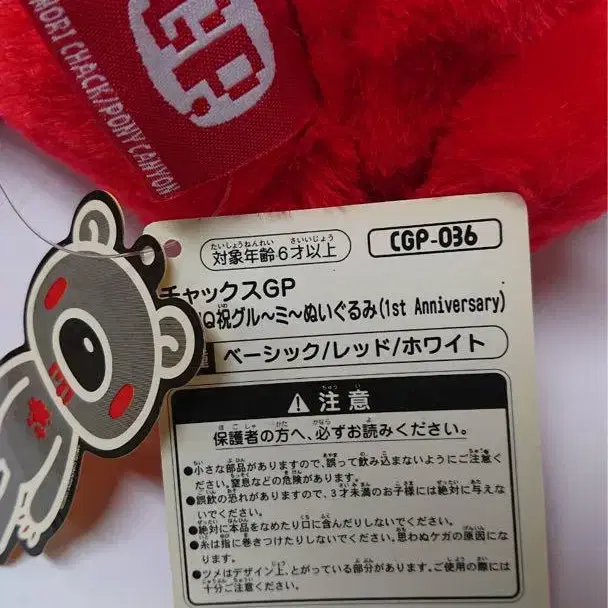 MORI CHACK/PONY CANYON
GP
たいしょうねんれい さいいじょう
対象年齢6才以上
CGP-036
チャックスGP
Q祝グル〜ミ〜ぬいぐるみ(1st Anniversary)
ベーシック/レッド/ホワイト
⚠注意
保護者の方へ、必ずお読みください。
●小さな部品がありますので、誤って飲み込まないようにご注意く
ださい。窒息などの危険があります。
●誤飲の恐れがありますので、3才未満のお子様には絶対に与えな
いでください。
●絶対に本品をなめたり口に含んだりしないでください。
●糸は指に巻きつけたりしないでください。思わぬケガの原因にな
ります。
●ツメはデザイン上、とがっている部分があります。ご使用の際には
十分ご注意ください。